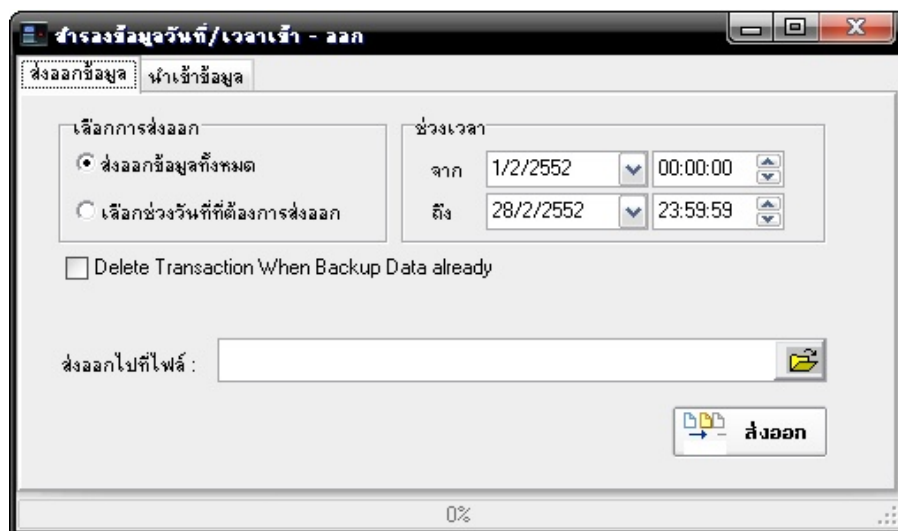 สำรองข้อมูลวันที่/เวลาเข้า - ออก
ส่งออกข้อมูล นำเข้าข้อมูล
เลือกการส่งออก
ส่งออกข้อมูลทั้งหมด
เลือกช่วงวันที่ที่ต้องการส่งออก
ช่วงเวลา
จาก 1/2/2552 00:00:00
ถึง 28/2/2552 23:59:59
Delete Transaction When Backup Data already
ส่งออกไปที่ไฟล์ :
ส่งออก
0%